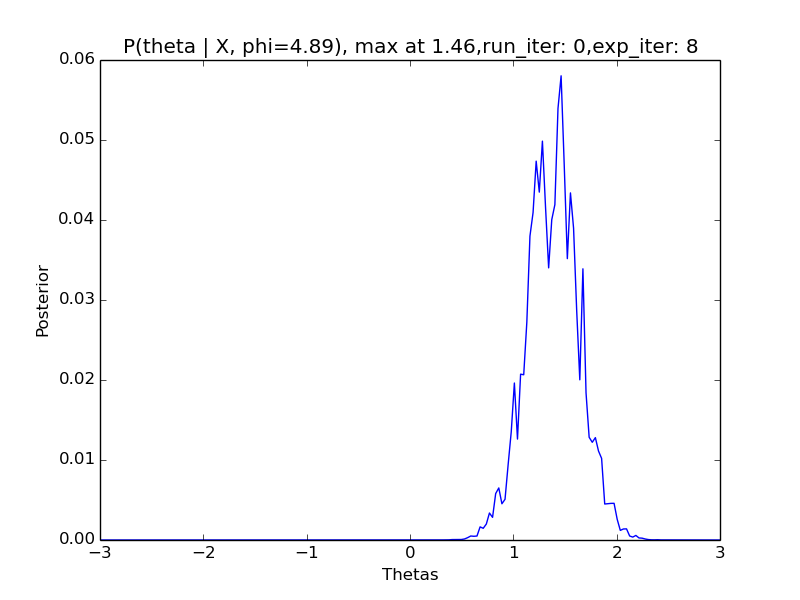 P(theta | X, phi=4.89), max at 1.46,run_iter: 0,exp_iter: 8
0.06
0.05
0.04
0.03
0.02
0.01
0.00
Posterior
−3 −2 −1 0 1 2 3
Thetas